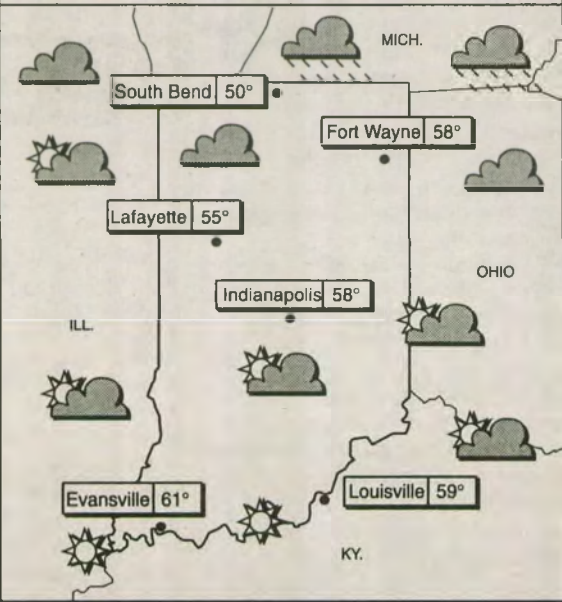 MICH.
South Bend 50°
Fort Wayne 58°
Lafayette 55°
OHIO
Indianapolis 58°
ILL.
Evansville 61°
Louisville 59°
KY.